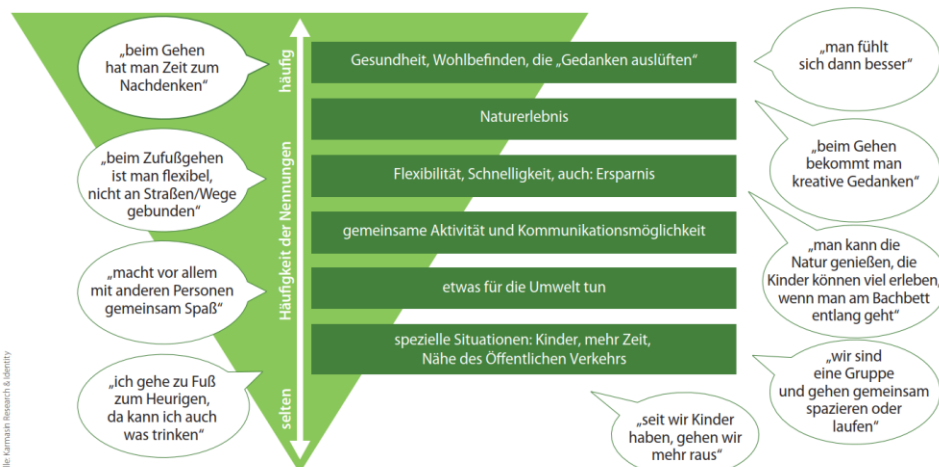 „beim Gehen
hat man Zeit zum
Nachdenken“
„beim Zufußgehen
ist man flexibel,
nicht an Straßen/Wege
gebunden“
„macht vor allem
mit anderen Personen
gemeinsam Spaß“
„ich gehe zu Fuß
zum Heurigen,
da kann ich auch
was trinken“
häufig
Häufigkeit der Nennungen
selten
Gesundheit, Wohlbefinden, die „Gedanken auslüften“
Naturerlebnis
Flexibilität, Schnelligkeit, auch: Ersparnis
gemeinsame Aktivität und Kommunikationsmöglichkeit
etwas für die Umwelt tun
spezielle Situationen: Kinder, mehr Zeit,
Nähe des Öffentlichen Verkehrs
„man fühlt
sich dann besser“
„beim Gehen
bekommt man
kreative Gedanken“
„man kann die
Natur genießen, die
Kinder können viel erleben,
wenn man am Bachbett
entlang geht“
„wir sind
eine Gruppe
und gehen gemeinsam
spazieren oder
laufen“
„seit wir Kinder
haben, gehen wir
mehr raus“
Karmasin Research & Identity